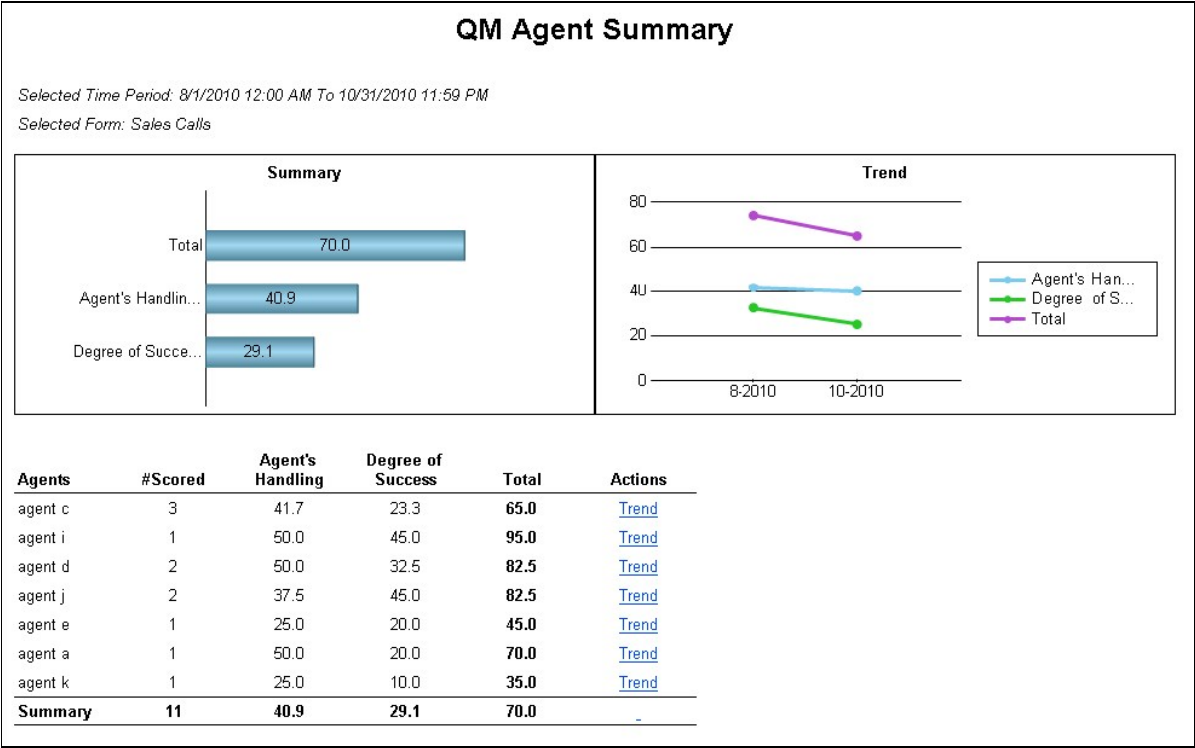 QM Agent Summary
Selected Time Period: 8/1/2010 12:00 AM To 10/31/2010 11:59 PM
Selected Form: Sales Calls
Summary
Total 70.0
Agent's Handlin... 40.9
Degree of Succe... 29.1
Trend
80
60
40
20
0
8-2010 10-2010
Agent's Han...
Degree of S...
Total
Agents #Scored Agent's Handling Degree of Success Total Actions
agent c 3 41.7 23.3 65.0 Trend
agent i 1 50.0 45.0 95.0 Trend
agent d 2 50.0 32.5 82.5 Trend
agent j 2 37.5 45.0 82.5 Trend
agent e 1 25.0 20.0 45.0 Trend
agent a 1 50.0 20.0 70.0 Trend
agent k 1 25.0 10.0 35.0 Trend
Summary 11 40.9 29.1 70.0